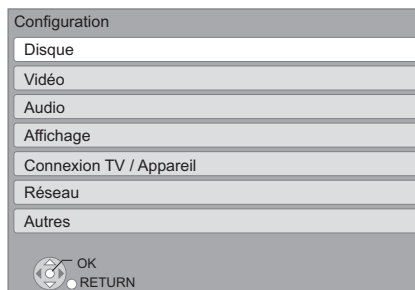 Configuration
Disque
Vidéo
Audio
Affichage
Connexion TV / Appareil
Réseau
Autres
OK
RETURN